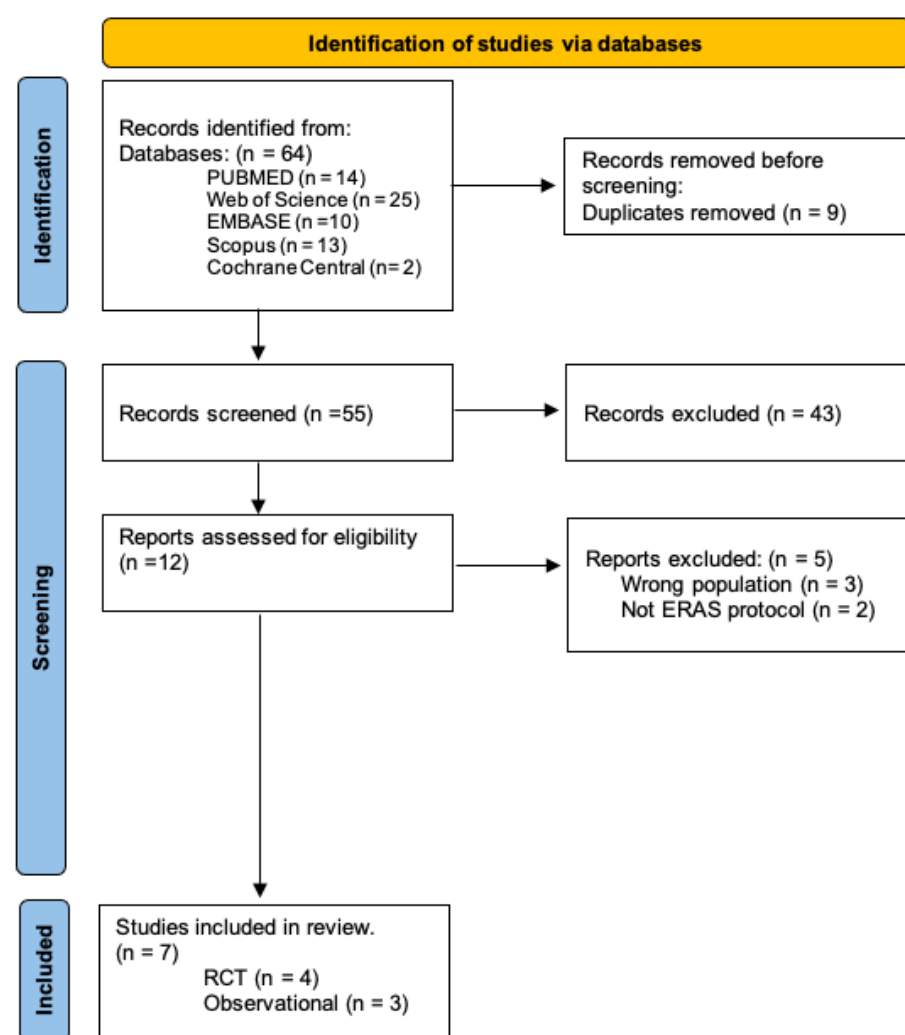 Identification of studies via databases
Identification
Records identified from:
Databases: (n = 64)
PUBMED (n = 14)
Web of Science (n = 25)
EMBASE (n =10)
Scopus (n = 13)
Cochrane Central (n= 2)
Records removed before
screening:
Duplicates removed (n = 9)
Screening
Records screened (n =55)
Records excluded (n = 43)
Reports assessed for eligibility
(n =12)
Reports excluded: (n = 5)
Wrong population (n = 3)
Not ERAS protocol (n = 2)
Included
Studies included in review.
(n = 7)
RCT (n = 4)
Observational (n = 3)